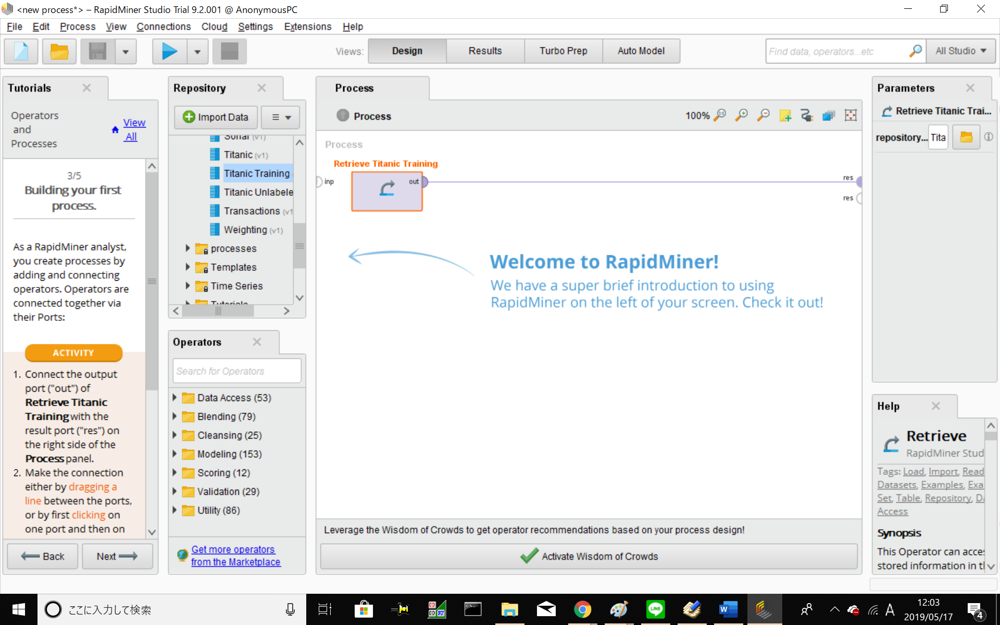 <new process*> – RapidMiner Studio Trial 9.2.001 @ AnonymousPC
File Edit Process View Connections Cloud Settings Extensions Help
Views: Design Results Turbo Prep Auto Model
Find data, operators...etc
All Studio
Tutorials
Operators
and
Processes
View
All
3/5
Building your first
process.
As a RapidMiner analyst,
you create processes by
adding and connecting
operators. Operators are
connected together via
their Ports:
ACTIVITY
1. Connect the output
port ("out") of
Retrieve Titanic
Training with the
result port ("res") on
the right side of the
Process panel.
2. Make the connection
either by dragging a
line between the ports,
or by first clicking on
one port and then on
Back
Next
Repository
Import Data
Sonar (v1)
Titanic (v1)
Titanic Training
Titanic Unlabele
Transactions (v1
Weighting (v1)
processes
Templates
Time Series
Tutorials
Operators
Search for Operators
Data Access (53)
Blending (79)
Cleansing (25)
Modeling (153)
Scoring (12)
Validation (29)
Utility (86)
Get more operators
from the Marketplace
Process
Process
100%
Process
Retrieve Titanic Training
inp
out
res
res
Welcome to RapidMiner!
We have a super brief introduction to using
RapidMiner on the left of your screen. Check it out!
Leverage the Wisdom of Crowds to get operator recommendations based on your process design!
Activate Wisdom of Crowds
Parameters
Retrieve Titanic Trai...
repository... Tita
Help
Retrieve
RapidMiner Stud
Tags: Load, Import, Read
Datasets, Examples, Exa
Set, Table, Repository, Da
Access
Synopsis
This Operator can acces
stored information in th
ここに入力して検索
LINE
A
12:03
2019/05/17
4